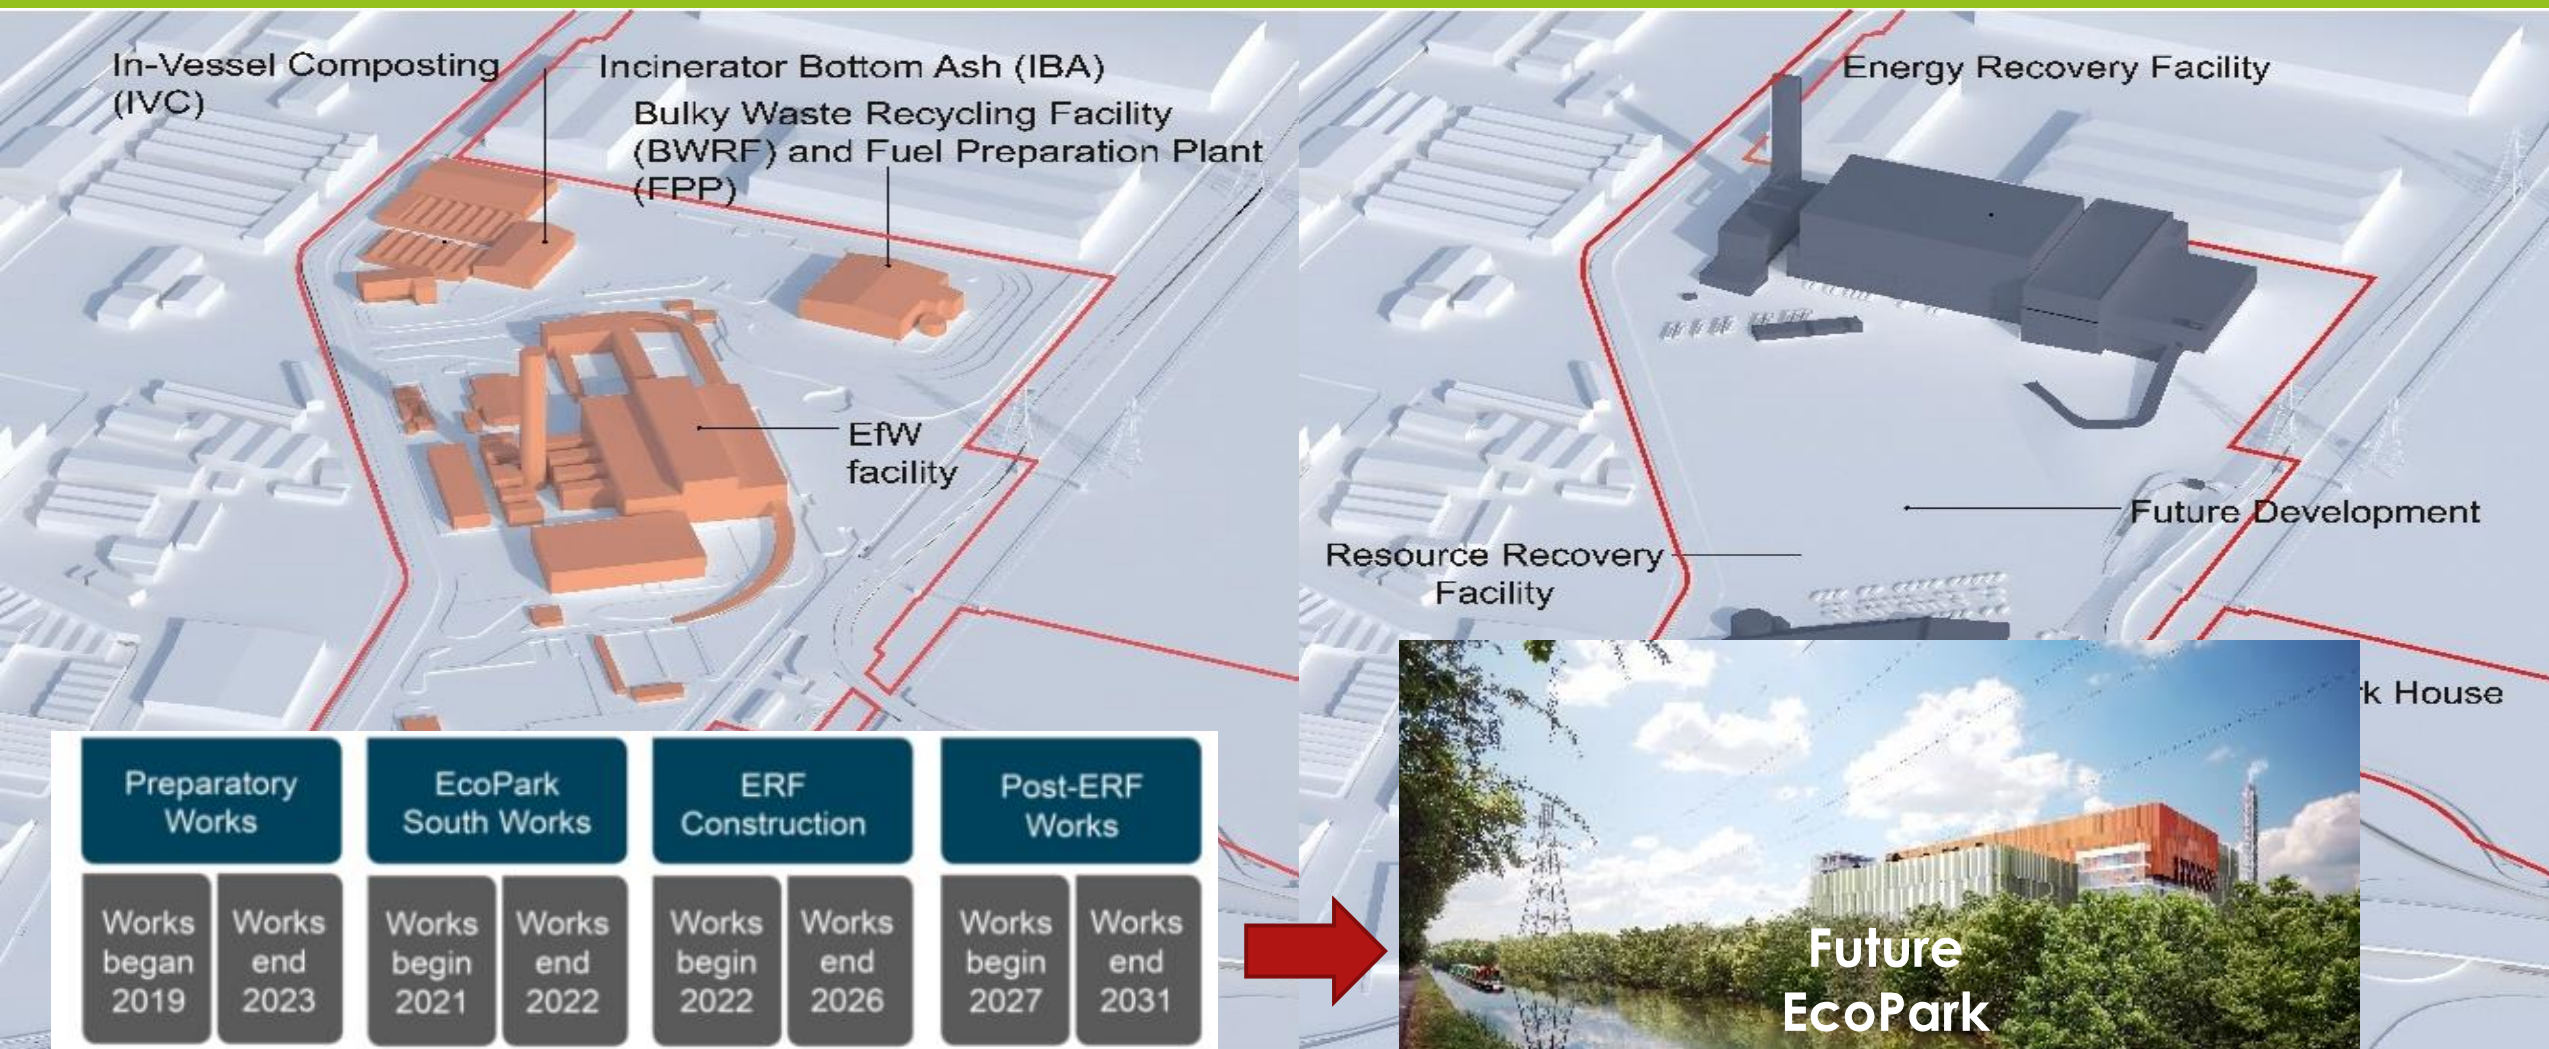 In-Vessel Composting
(IVC)
Incinerator Bottom Ash (IBA)
Bulky Waste Recycling Facility
(BWRF) and Fuel Preparation Plant
(FPP)
EfW
facility
Energy Recovery Facility
Future Development
Resource Recovery
Facility
k House
Preparatory
Works
Works
began
2019
Works
end
2023
EcoPark
South Works
Works
begin
2021
Works
end
2022
ERF
Construction
Works
begin
2022
Works
end
2026
Post-ERF
Works
Works
begin
2027
Works
end
2031
Future
EcoPark